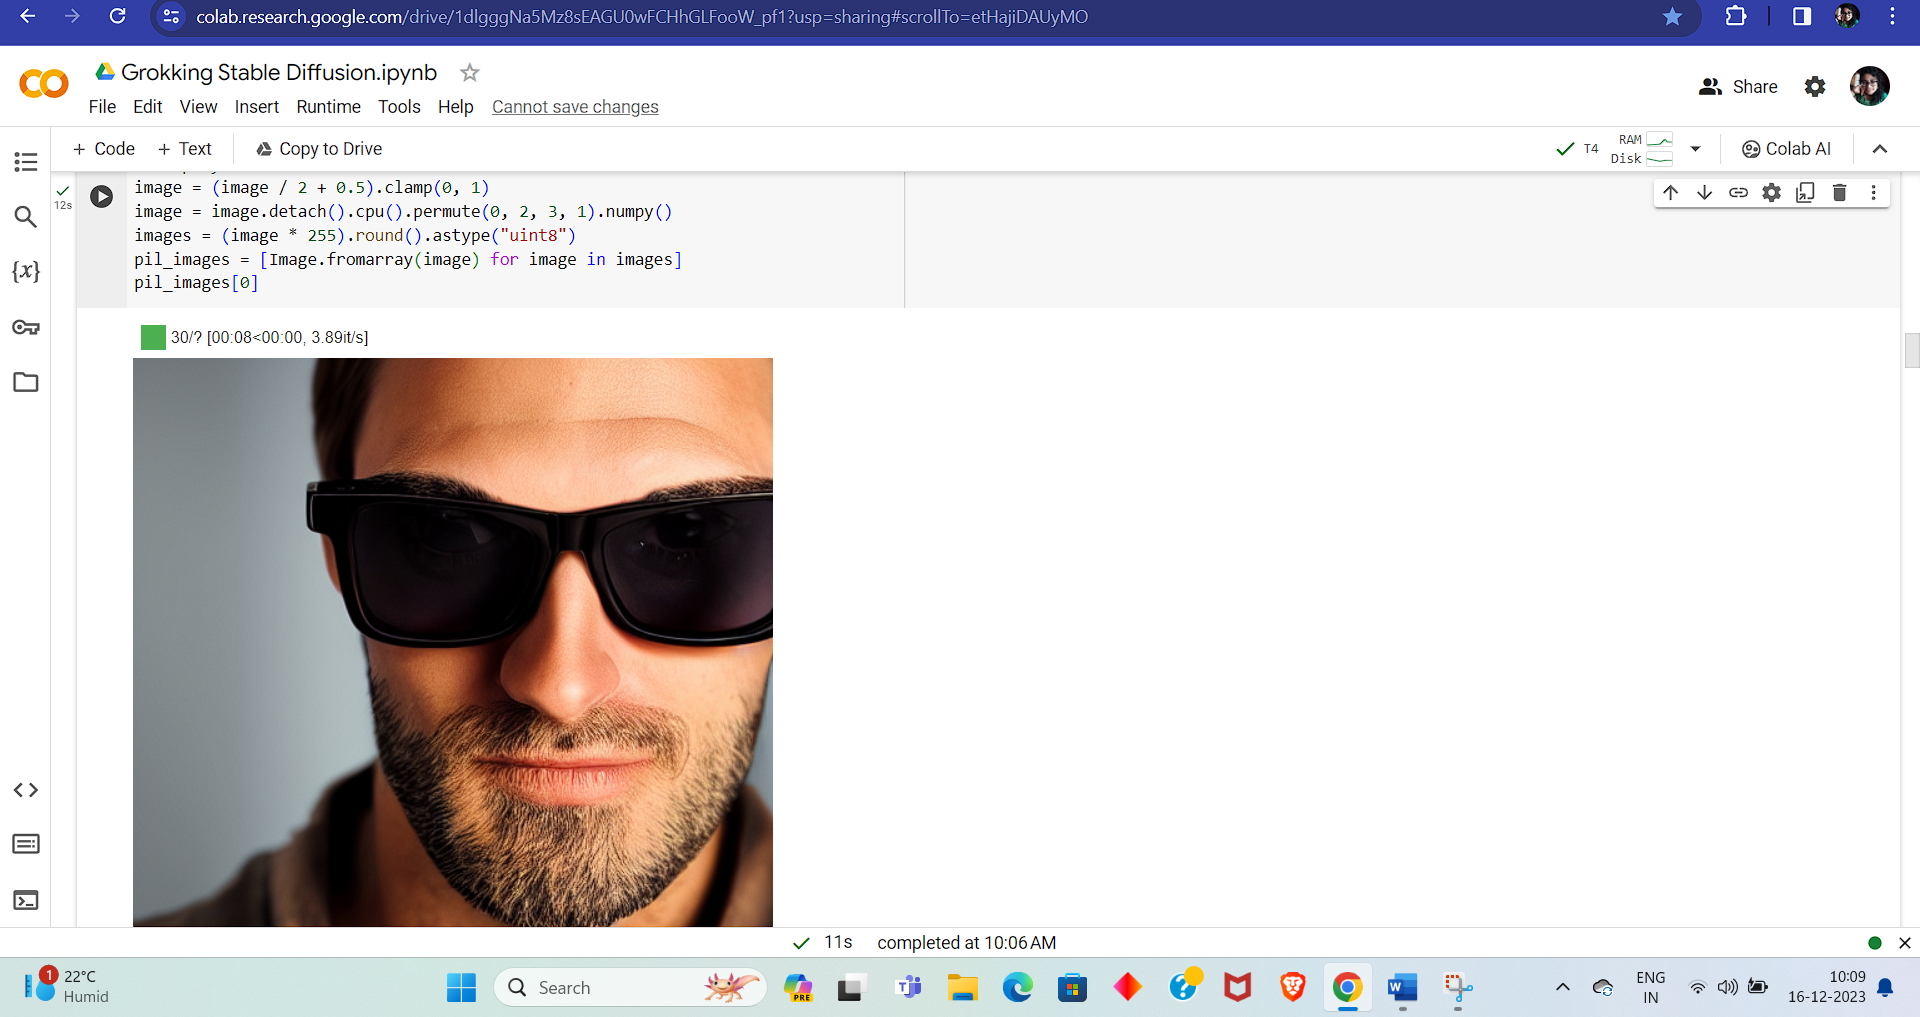 colab.research.google.com/drive/1dIgggNa5Mz8sEAGU0wFCHhGLFooW_pf1?usp=sharing#scrollTo=etHajiDAUyMO
Grokking Stable Diffusion.ipynb
File Edit View Insert Runtime Tools Help Cannot save changes
Share
+ Code + Text Copy to Drive
T4 RAM Disk
Colab AI
12s
image = (image / 2 + 0.5).clamp(0, 1)
image = image.detach().cpu().permute(0, 2, 3, 1).numpy()
images = (image * 255).round().astype("uint8")
pil_images = [Image.fromarray(image) for image in images]
pil_images[0]
{x}
30/? [00:08<00:00, 3.89it/s]
11s completed at 10:06 AM
1
22°C
Humid
Search
PRE
ENG
IN
10:09
16-12-2023